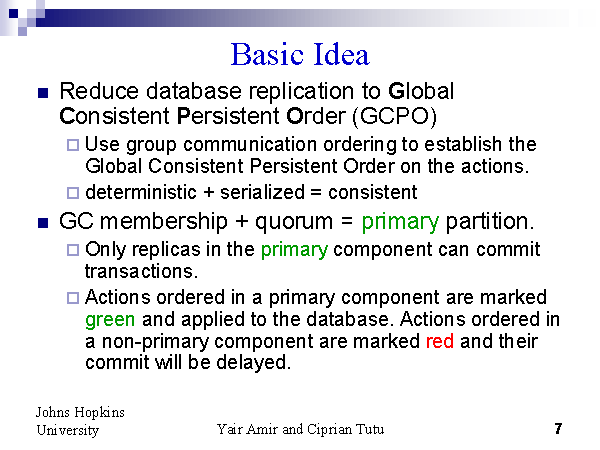 Basic Idea
Reduce database replication to Global
Consistent Persistent Order (GCPO)
Use group communication ordering to establish the
Global Consistent Persistent Order on the actions.
deterministic + serialized = consistent
GC membership + quorum = primary partition.
Only replicas in the primary component can commit
transactions.
Actions ordered in a primary component are marked
green and applied to the database. Actions ordered in
a non-primary component are marked red and their
commit will be delayed.
Johns Hopkins
University
Yair Amir and Ciprian Tutu
7